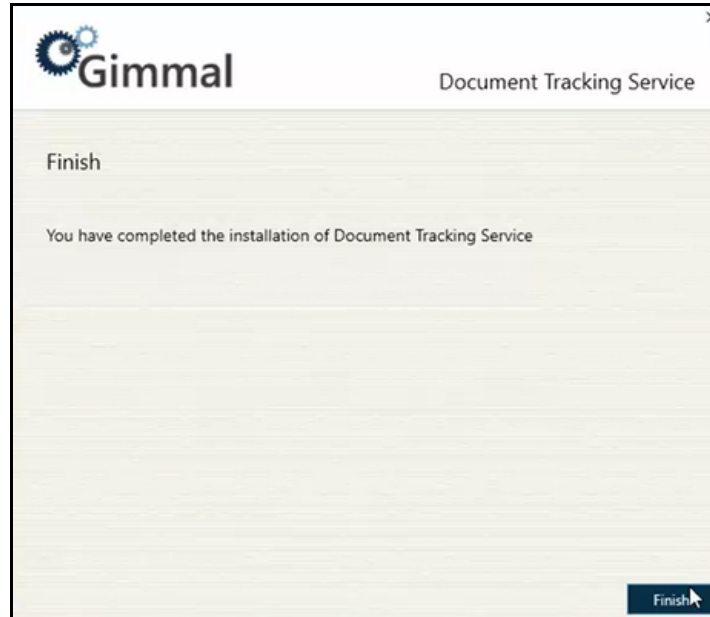 Gimmal
Document Tracking Service
Finish
You have completed the installation of Document Tracking Service
Finish